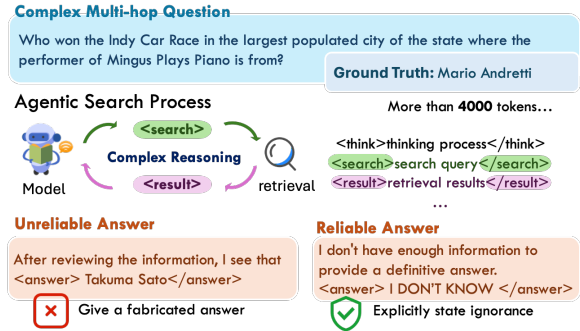 Complex Multi-hop Question
Who won the Indy Car Race in the largest populated city of the state where the
performer of Mingus Plays Piano is from?
Ground Truth: Mario Andretti
Agentic Search Process
More than 4000 tokens...
<search>
Complex Reasoning
<result>
Model
retrieval
<think>thinking process</think>
<search>search query</search>
<result>retrieval results</result>
...
Unreliable Answer
After reviewing the information, I see that
<answer> Takuma Sato</answer>
Give a fabricated answer
Reliable Answer
I don't have enough information to
provide a definitive answer.
<answer> I DON'T KNOW </answer>
Explicitly state ignorance